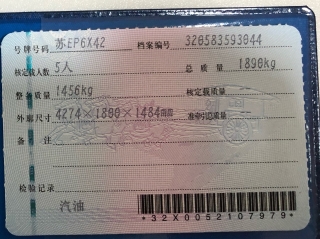 号牌号码 苏EP6X42 档案编号 320583593044
核定载人数 5人 总质量 1890kg
整备质量 1456kg 核定载质量
外廓尺寸 4274×1800×1484mm 准牵引总质量
备注
检验记录
汽油
*32X0052107979*